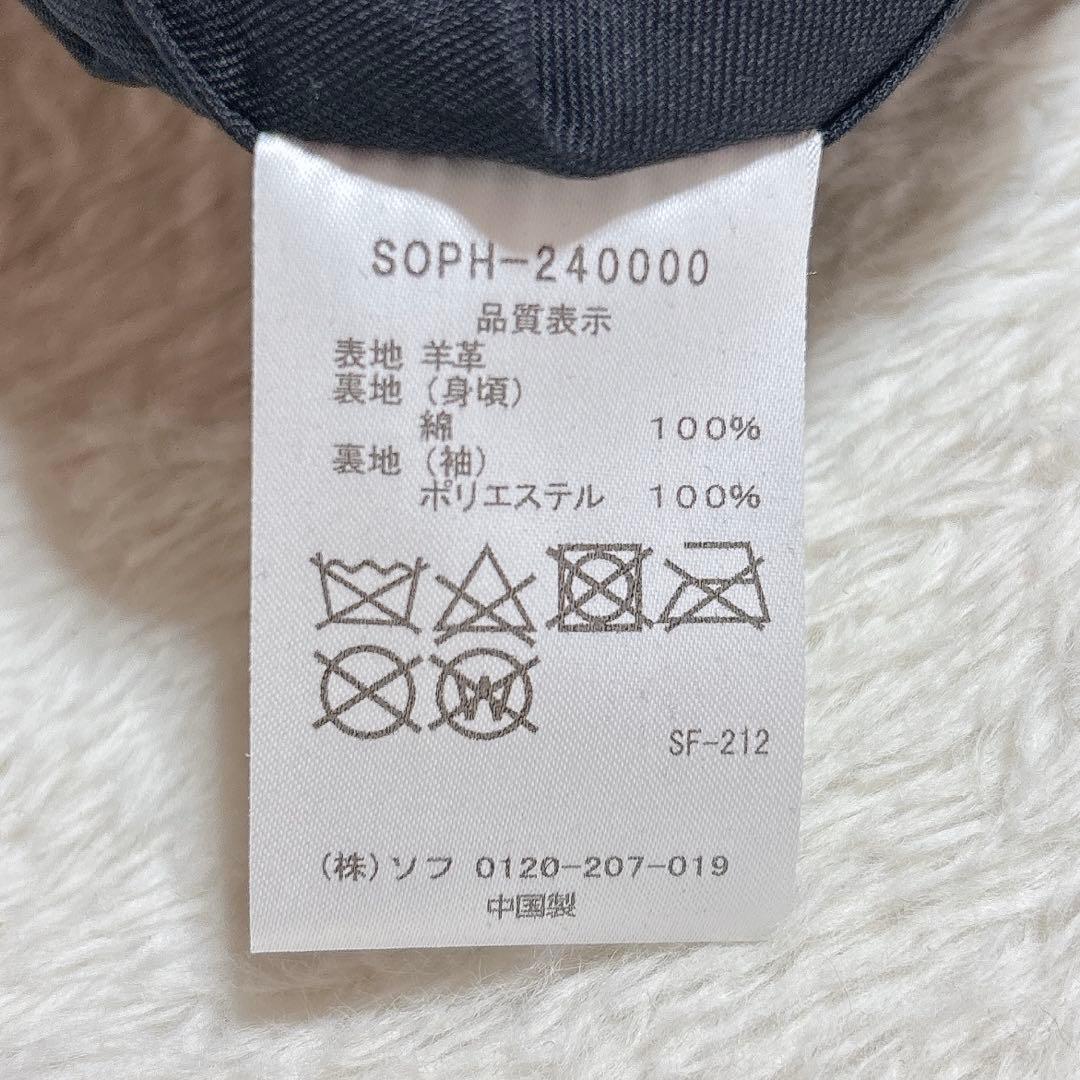 SOPH-240000
品質表示
表地 羊革
裏地 (身頃)
綿 100%
裏地 (袖)
ポリエステル 100%
W
SF-212
(株)ソフ 0120-207-019
中国製